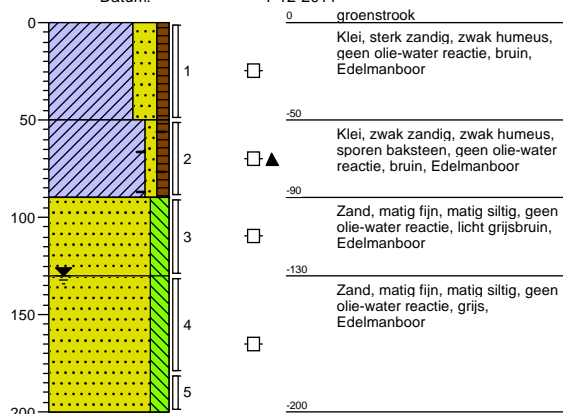 Datum:
0 groenstrook
0
Klei, sterk zandig, zwak humeus,
geen olie-water reactie, bruin,
Edelmanboor
1
50
-50
Klei, zwak zandig, zwak humeus,
sporen baksteen, geen olie-water
reactie, bruin, Edelmanboor
2
-90
Zand, matig fijn, matig siltig, geen
olie-water reactie, licht grijsbruin,
Edelmanboor
100
3
-130
Zand, matig fijn, matig siltig, geen
olie-water reactie, grijs,
Edelmanboor
4
150
5
200
-200